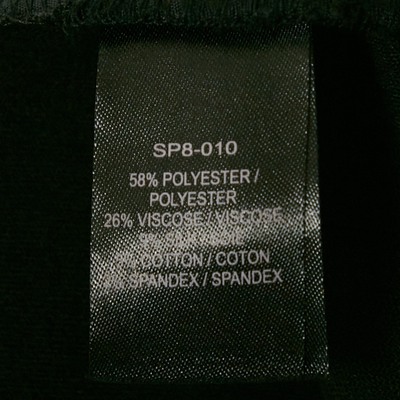 SP8-010
58% POLYESTER /
POLYESTER
26% VISCOSE / VISCOSE
COTTON / COTON
SPANDEX / SPANDEX